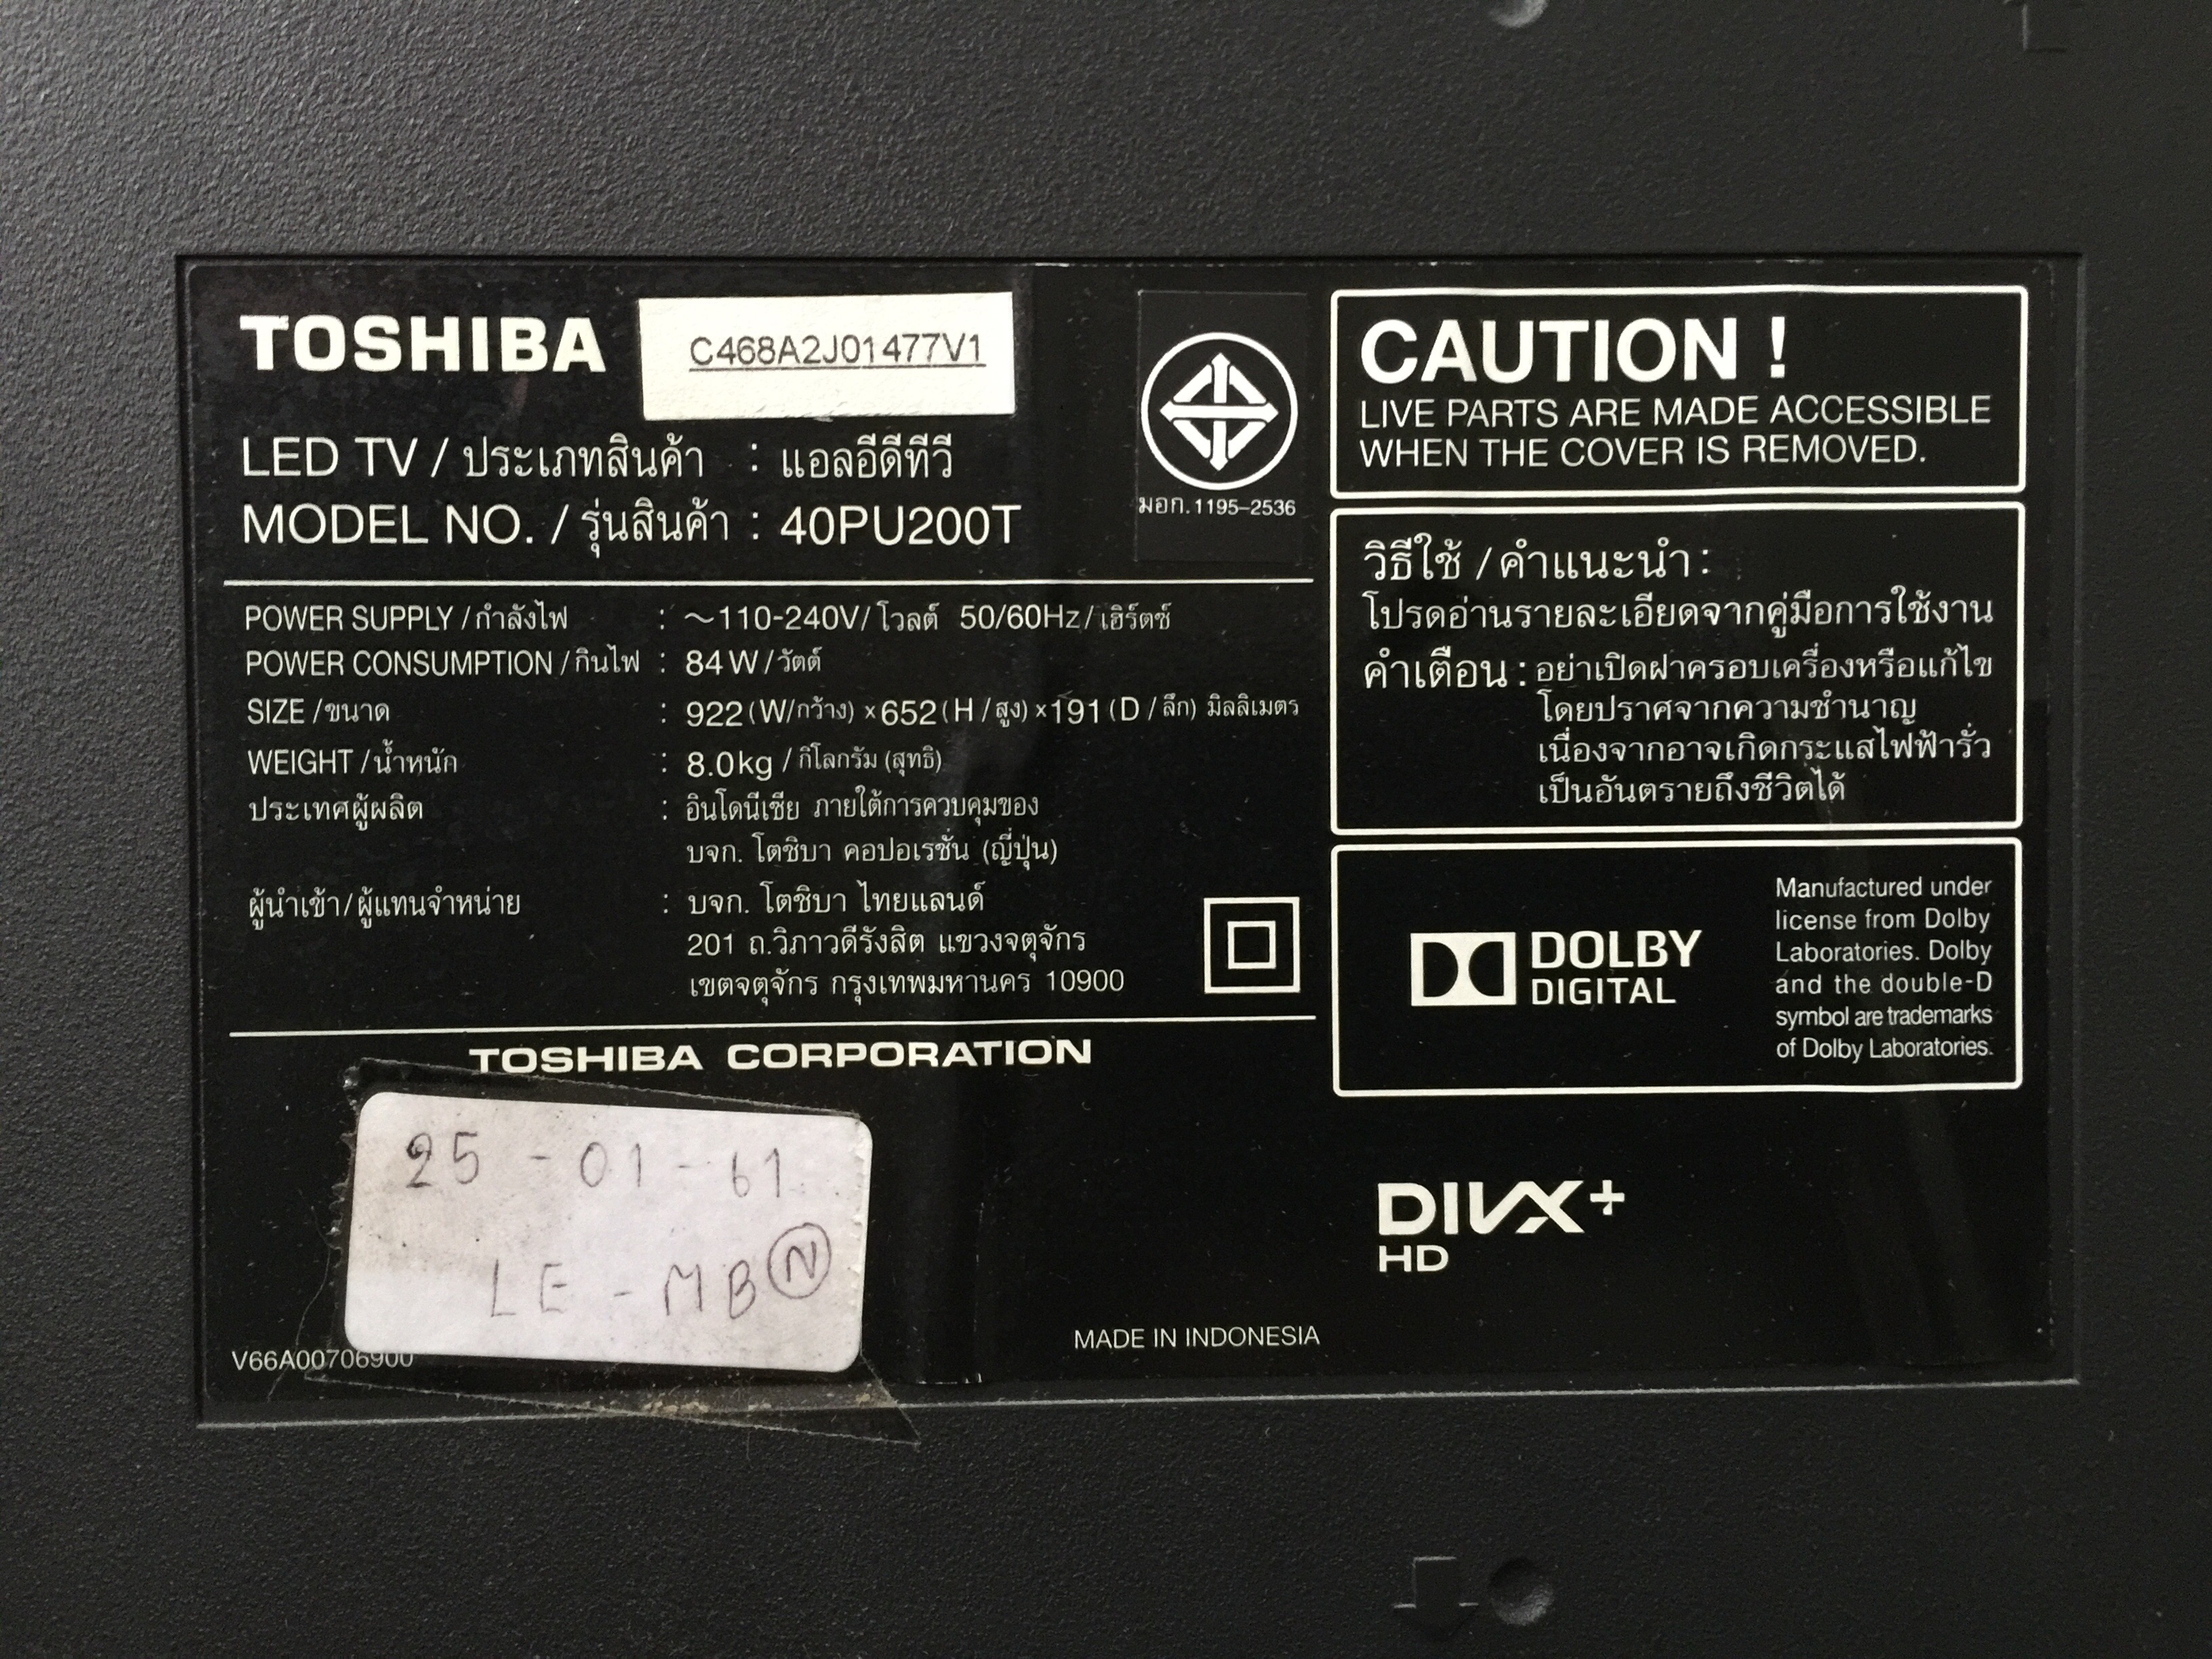 TOSHIBA C468A2J01477V1
LED TV / ประเภทสินค้า : แอลอีดีทีวี
MODEL NO. / รุ่นสินค้า : 40PU200T
มอก. 1195-2536
POWER SUPPLY / กำลังไฟ : ~110-240V / โวลต์ 50/60Hz / เฮิร์ตซ์
POWER CONSUMPTION / กินไฟ : 84 W / วัตต์
SIZE / ขนาด : 922 (W/กว้าง) x 652 (H / สูง) x 191 (D / ลึก) มิลลิเมตร
WEIGHT / น้ำหนัก : 8.0kg / กิโลกรัม (สุทธิ)
ประเทศผู้ผลิต : อินโดนีเซีย ภายใต้การควบคุมของ
บจก. โตชิบา คอปอเรชั่น (ญี่ปุ่น)
ผู้นำเข้า/ผู้แทนจำหน่าย : บจก. โตชิบา ไทยแลนด์
201 ถ.วิภาวดีรังสิต แขวงจตุจักร
เขตจตุจักร กรุงเทพมหานคร 10900
TOSHIBA CORPORATION
25 - 01 - 61
LE - MB N
V66A00706900
MADE IN INDONESIA
CAUTION !
LIVE PARTS ARE MADE ACCESSIBLE
WHEN THE COVER IS REMOVED.
วิธีใช้ / คำแนะนำ :
โปรดอ่านรายละเอียดจากคู่มือการใช้งาน
คำเตือน : อย่าเปิดฝาครอบเครื่องหรือแก้ไข
โดยปราศจากความชำนาญ
เนื่องจากอาจเกิดกระแสไฟฟ้ารั่ว
เป็นอันตรายถึงชีวิตได้
DOLBY
DIGITAL
Manufactured under
license from Dolby
Laboratories. Dolby
and the double-D
symbol are trademarks
of Dolby Laboratories.
DIVX+
HD